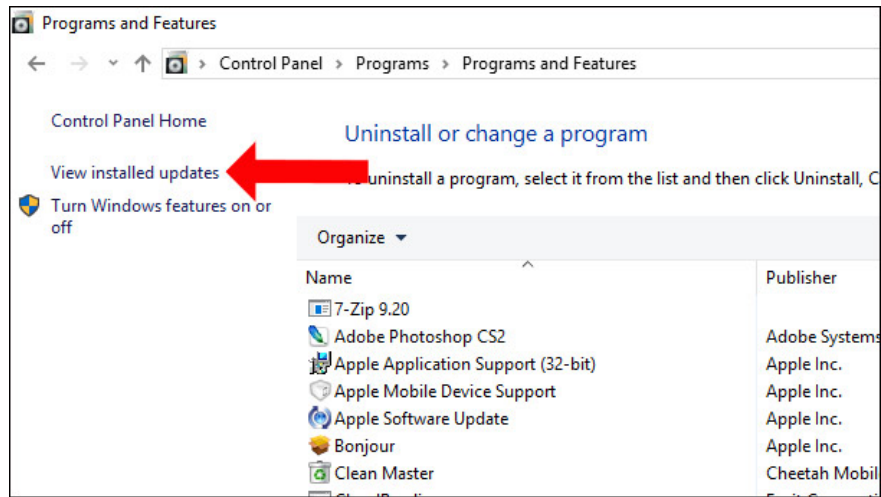 Programs and Features
Control Panel > Programs > Programs and Features
Control Panel Home
Uninstall or change a program
View installed updates
uninstall a program, select it from the list and then click Uninstall, C
Turn Windows features on or
off
Organize
Name Publisher
7-Zip 9.20
Adobe Photoshop CS2 Adobe Systems
Apple Application Support (32-bit) Apple Inc.
Apple Mobile Device Support Apple Inc.
Apple Software Update Apple Inc.
Bonjour Apple Inc.
Clean Master Cheetah Mobil